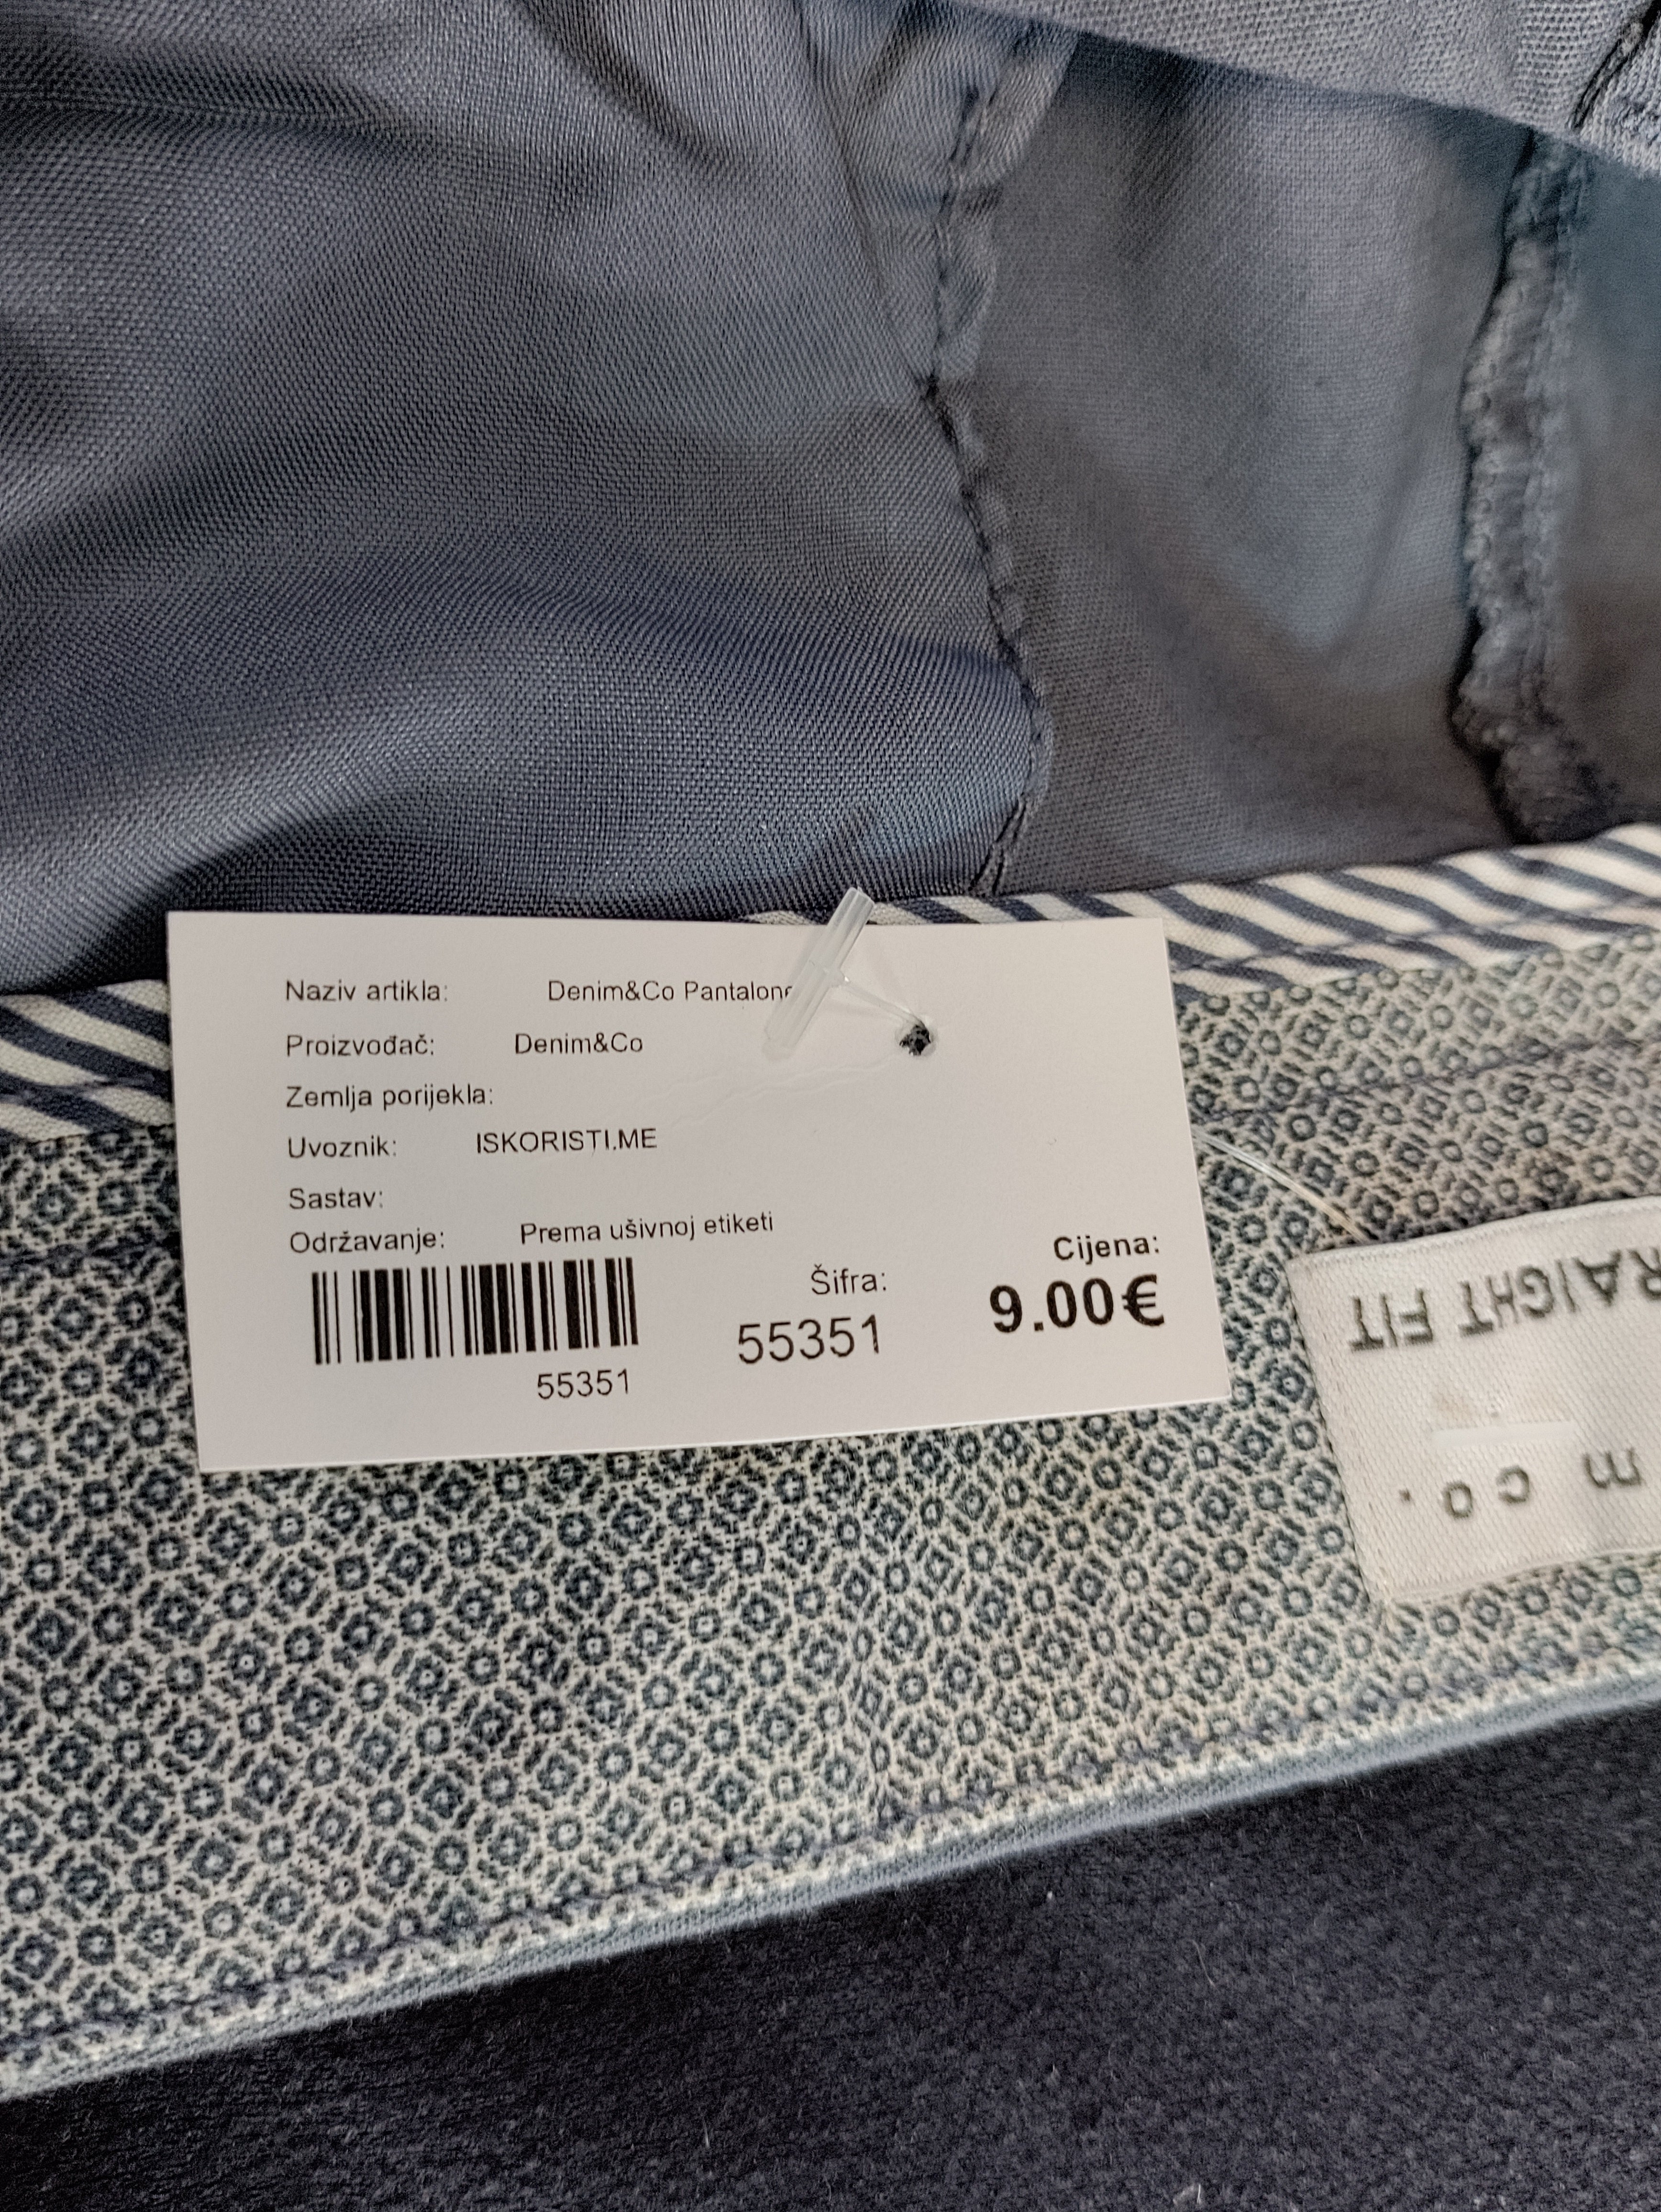 Naziv artikla: Denim&Co Pantalone
Proizvođač: Denim&Co
Zemlja porijekla:
Uvoznik: ISKORISTI.ME
Sastav:
Održavanje: Prema ušivnoj etiketi
Cijena:
Šifra:
9.00€
55351
55351
FIT
co.